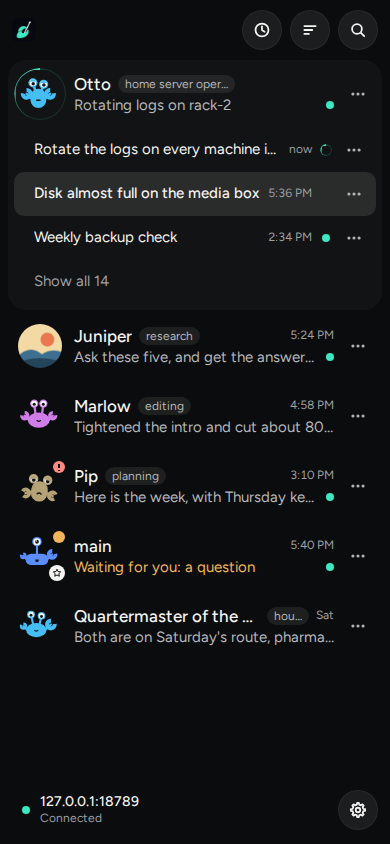 Otto home server oper...
Rotating logs on rack-2
Rotate the logs on every machine i... now
Disk almost full on the media box 5:36 PM
Weekly backup check 2:34 PM
Show all 14
Juniper research 5:24 PM
Ask these five, and get the answer...
Marlow editing 4:58 PM
Tightened the intro and cut about 80...
Pip planning 3:10 PM
Here is the week, with Thursday ke...
main 5:40 PM
Waiting for you: a question
Quartermaster of the ... hou... Sat
Both are on Saturday's route, pharma...
127.0.0.1:18789
Connected